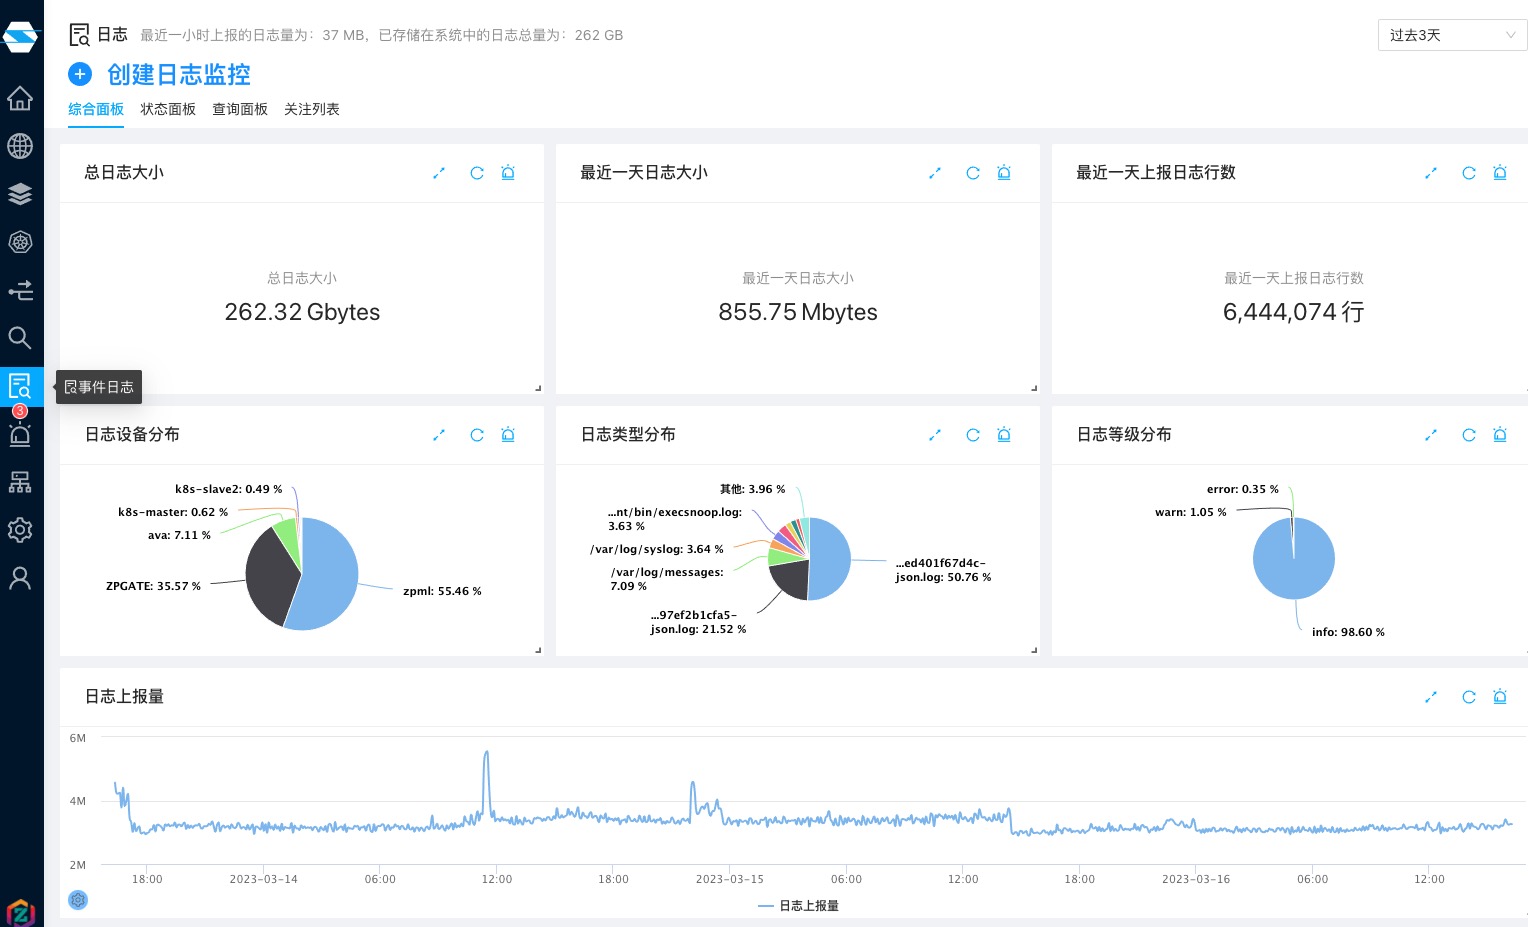 日志 最近一小时上报的日志量为：37 MB，已存储在系统中的日志总量为：262 GB
过去3天
创建日志监控
综合面板 状态面板 查询面板 关注列表
总日志大小
总日志大小
262.32 Gbytes
最近一天日志大小
最近一天日志大小
855.75 Mbytes
最近一天上报日志行数
最近一天上报日志行数
6,444,074 行
事件日志
3
日志设备分布
k8s-slave2: 0.49 %
k8s-master: 0.62 %
ava: 7.11 %
ZPGATE: 35.57 %
zpml: 55.46 %
日志类型分布
其他: 3.96 %
...nt/bin/execsnoop.log:
3.63 %
/var/log/syslog: 3.64 %
/var/log/messages:
7.09 %
...97ef2b1cfa5-
json.log: 21.52 %
...ed401f67d4c-
json.log: 50.76 %
日志等级分布
error: 0.35 %
warn: 1.05 %
info: 98.60 %
日志上报量
6M
4M
2M
18:00 2023-03-14 06:00 12:00 18:00 2023-03-15 06:00 12:00 18:00 2023-03-16 06:00 12:00
日志上报量